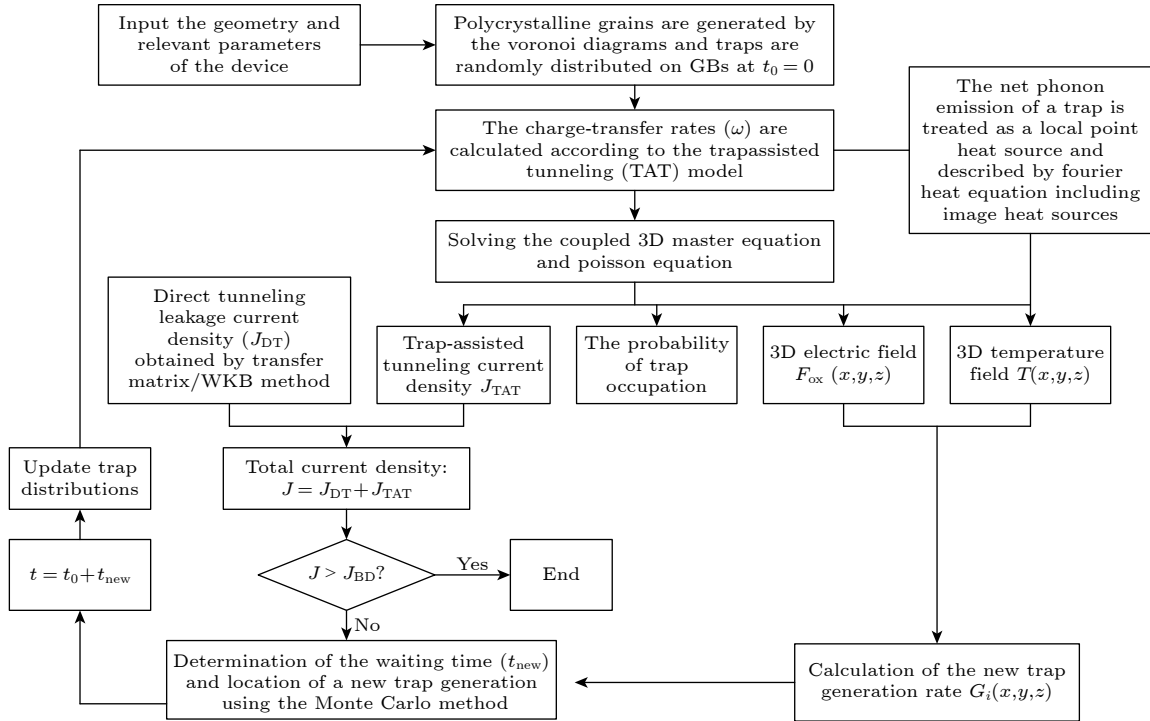 Input the geometry and
relevant parameters
of the device
Polycrystalline grains are generated by
the voronoi diagrams and traps are
randomly distributed on GBs at t₀ = 0
The net phonon
emission of a trap is
treated as a local point
heat source and
described by fourier
heat equation including
image heat sources
The charge-transfer rates (ω) are
calculated according to the trapassisted
tunneling (TAT) model
Solving the coupled 3D master equation
and poisson equation
Direct tunneling
leakage current
density (J_DT)
obtained by transfer
matrix/WKB method
Trap-assisted
tunneling current
density J_TAT
The probability
of trap
occupation
3D electric field
F_ox (x,y,z)
3D temperature
field T(x,y,z)
Update trap
distributions
Total current density:
J = J_DT + J_TAT
t = t₀ + t_new
J > J_BD?
Yes
End
No
Determination of the waiting time (t_new)
and location of a new trap generation
using the Monte Carlo method
Calculation of the new trap
generation rate G_i(x,y,z)